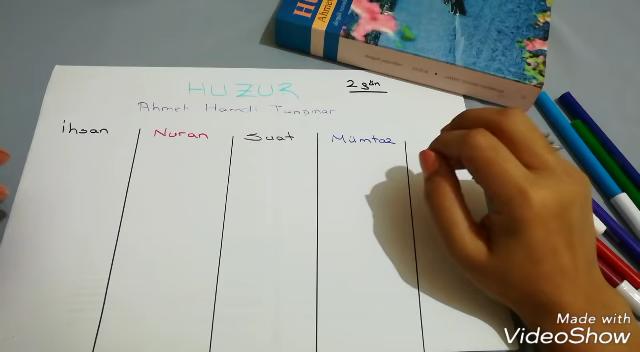 HUZUR
2 gün
Ahmet Hamdi Tanpınar
ihsan Nuran Suat Mümtaz
Made with
VideoShow